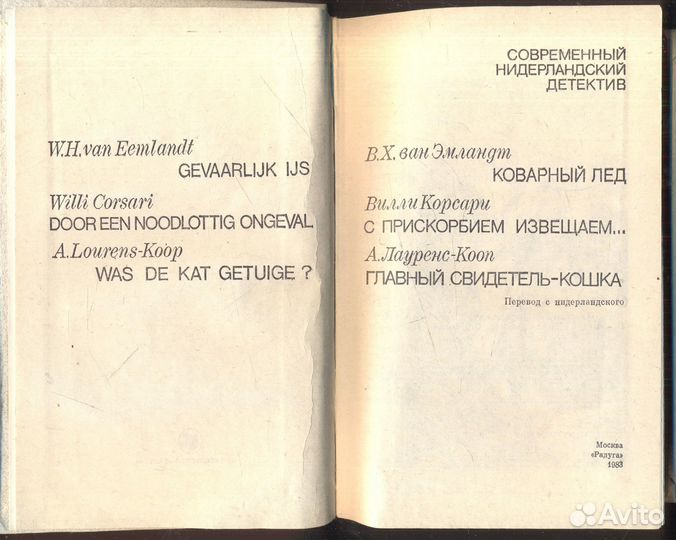 W.H.van Eemlandt
GEVAARLIJK IJS
Willi Corsari
DOOR EEN NOODLOTTIG ONGEVAL
A.Lourens-Koop
WAS DE KAT GETUIGE ?
СОВРЕМЕННЫЙ
НИДЕРЛАНДСКИЙ
ДЕТЕКТИВ
В.Х. ван Эмландт
КОВАРНЫЙ ЛЕД
Вилли Корсари
С ПРИСКОРБИЕМ ИЗВЕЩАЕМ...
А.Лауренс-Кооп
ГЛАВНЫЙ СВИДЕТЕЛЬ-КОШКА
Перевод с нидерландского
Москва
«Радуга»
1983
Avito